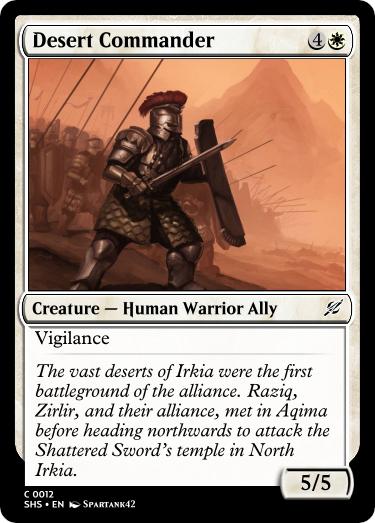 Desert Commander 4
Creature — Human Warrior Ally
Vigilance
The vast deserts of Irkia were the first
battleground of the alliance. Raziq,
Zirlir, and their alliance, met in Aqima
before heading northwards to attack the
Shattered Sword's temple in North
Irkia.
5/5
C 0012
SHS • EN Spartank42